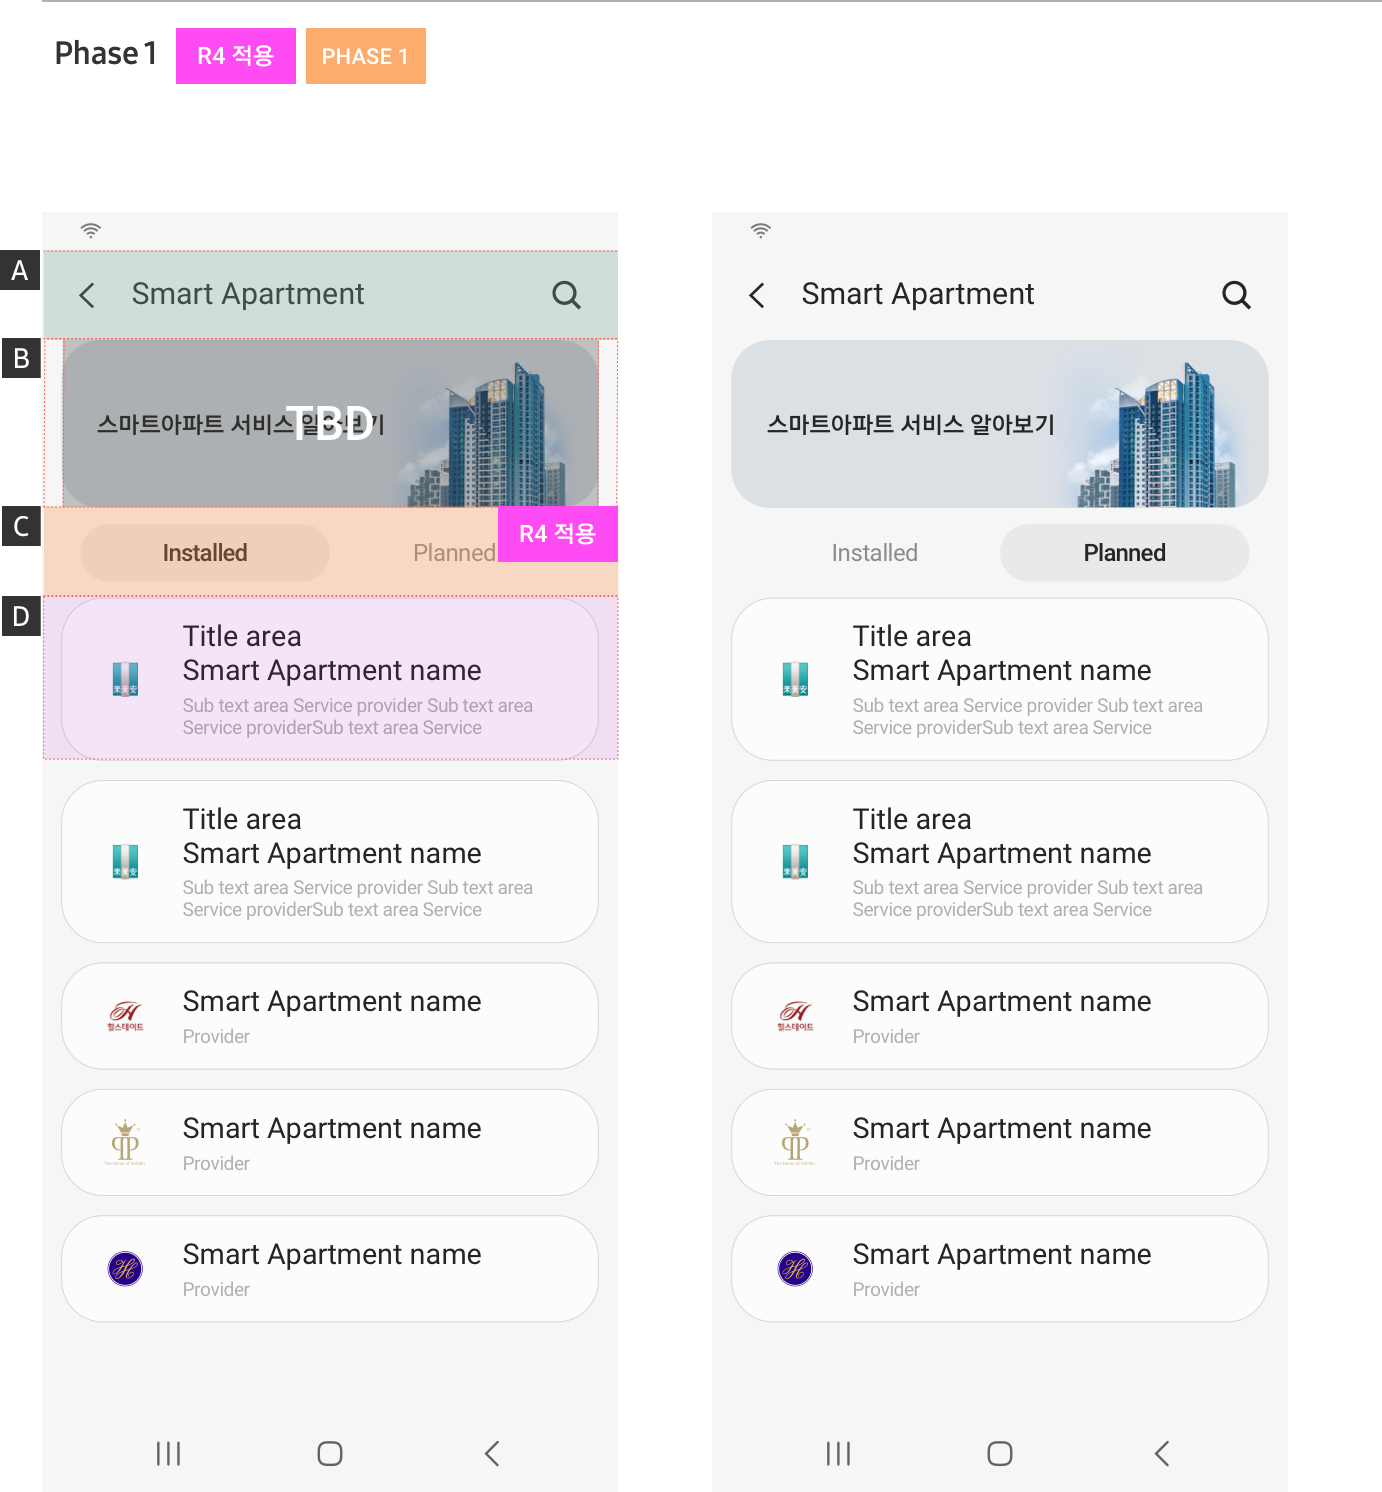 Phase 1
R4 적용
PHASE 1
A
Smart Apartment
B
스마트아파트 서비스 알아보기
TBD
C
Installed
Planned
R4 적용
D
Title area
Smart Apartment name
Sub text area Service provider Sub text area
Service providerSub text area Service
Title area
Smart Apartment name
Sub text area Service provider Sub text area
Service providerSub text area Service
힐스테이트
Smart Apartment name
Provider
Smart Apartment name
Provider
Smart Apartment name
Provider
Smart Apartment
스마트아파트 서비스 알아보기
Installed
Planned
Title area
Smart Apartment name
Sub text area Service provider Sub text area
Service providerSub text area Service
Title area
Smart Apartment name
Sub text area Service provider Sub text area
Service providerSub text area Service
힐스테이트
Smart Apartment name
Provider
Smart Apartment name
Provider
Smart Apartment name
Provider